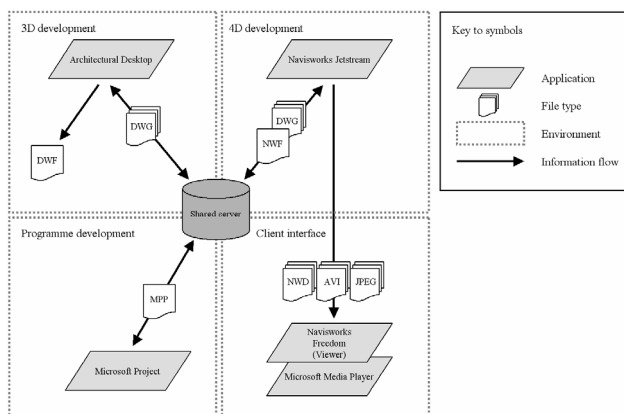 3D development
Architectural Desktop
DWG
DWF
4D development
Navisworks Jetstream
DWG
NWF
Shared server
Programme development
MPP
Microsoft Project
Client interface
NWD
AVI
JPEG
Navisworks
Freedom
(Viewer)
Microsoft Media Player
Key to symbols
Application
File type
Environment
Information flow